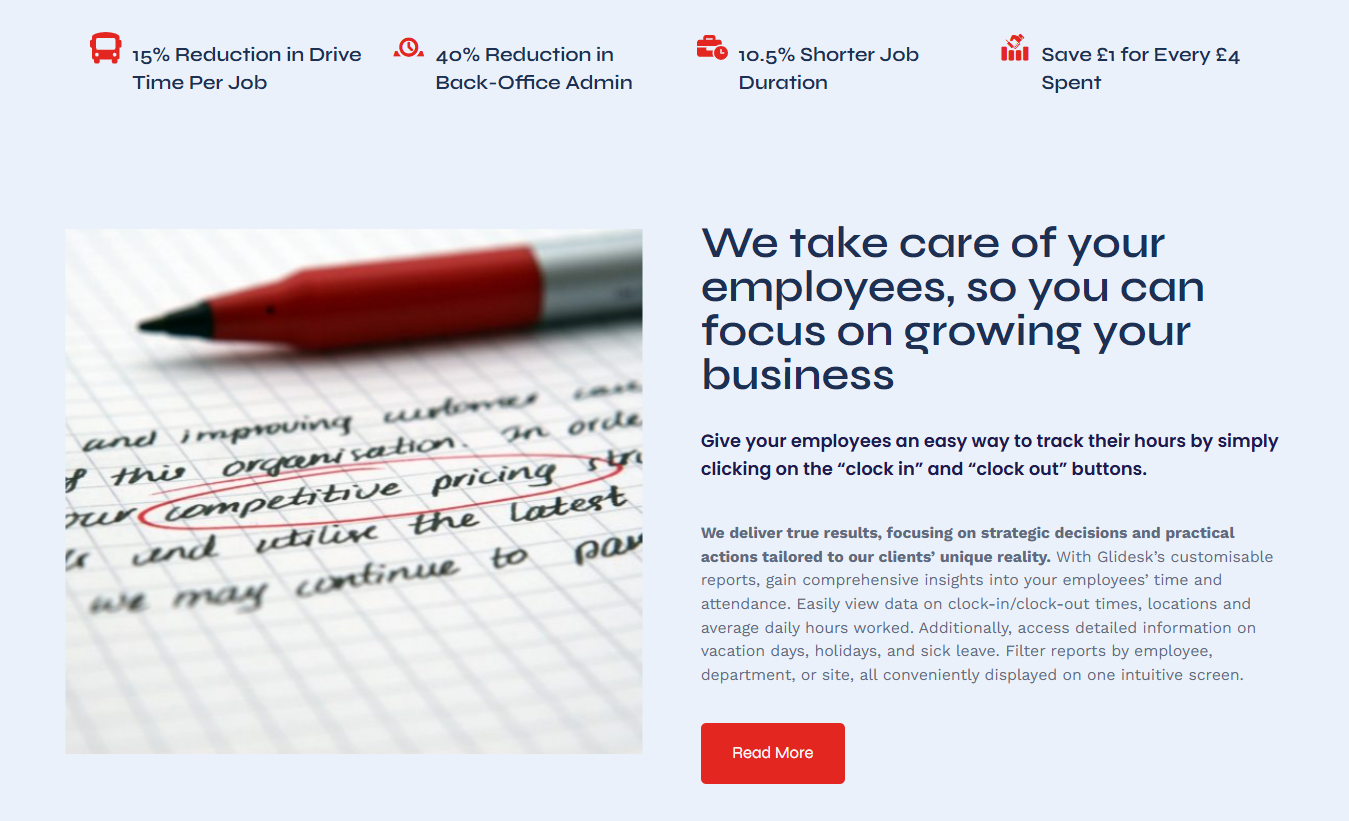 15% Reduction in Drive
Time Per Job
40% Reduction in
Back-Office Admin
10.5% Shorter Job
Duration
Save £1 for Every £4
Spent
and improving customer
this organisation. In
our competitive pricing
and utilise the latest
we may continue to
We take care of your
employees, so you can
focus on growing your
business
Give your employees an easy way to track their hours by simply
clicking on the “clock in” and “clock out” buttons.
We deliver true results, focusing on strategic decisions and practical
actions tailored to our clients’ unique reality. With Glidesk’s customisable
reports, gain comprehensive insights into your employees’ time and
attendance. Easily view data on clock-in/clock-out times, locations and
average daily hours worked. Additionally, access detailed information on
vacation days, holidays, and sick leave. Filter reports by employee,
department, or site, all conveniently displayed on one intuitive screen.
Read More